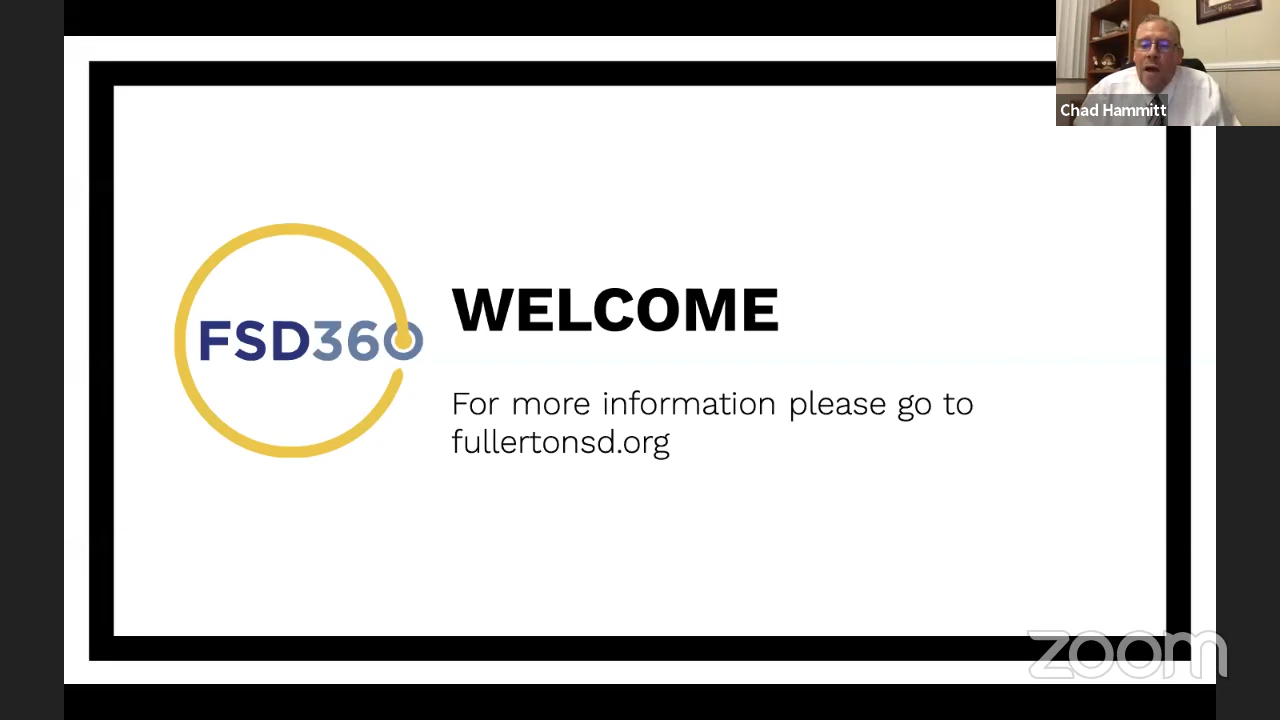 Chad Hammitt
FSD360
WELCOME
For more information please go to
fullertonsd.org
zoom